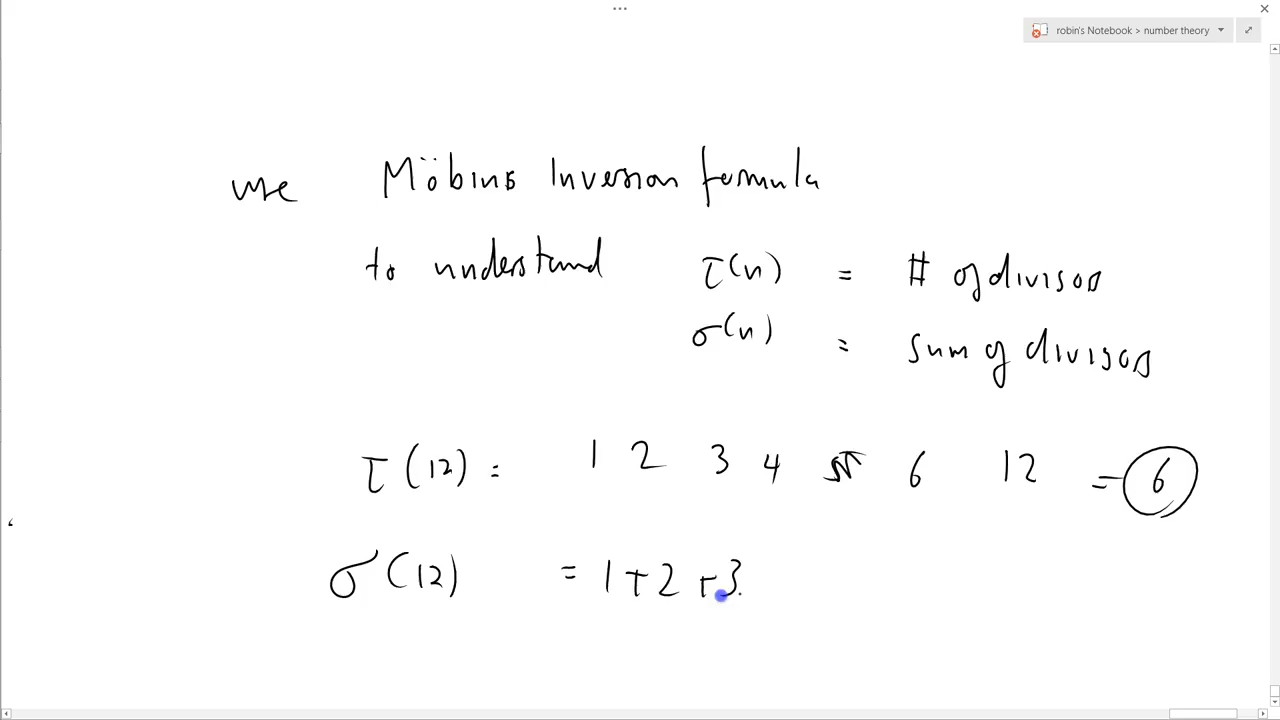 robin's Notebook > number theory
use Möbius Inversion formula
to understand τ(n) = # of divisors
σ(n) = sum of divisors
τ(12) = 1 2 3 4 6 12 = 6
σ(12) = 1+2+3